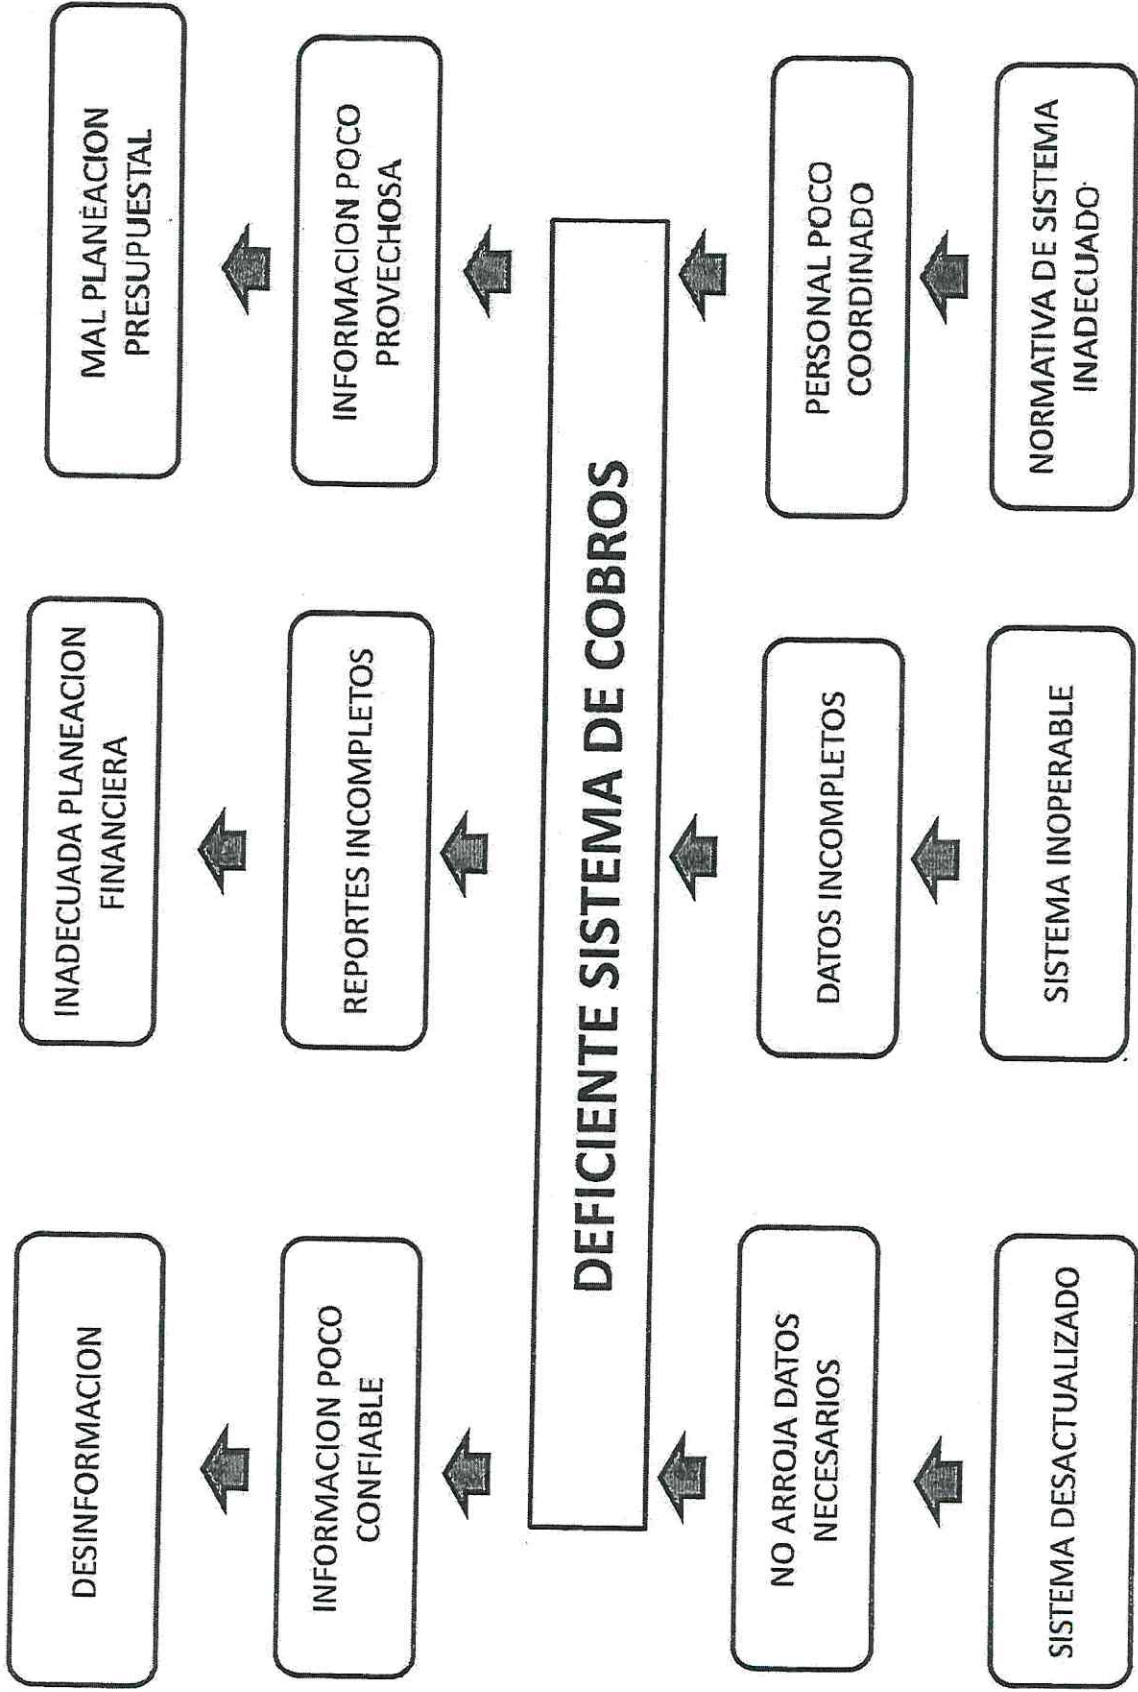 DESINFORMACION
INADECUADA PLANEACION
FINANCIERA
MAL PLANEACION
PRESUPUESTAL
INFORMACION POCO
CONFIABLE
REPORTES INCOMPLETOS
INFORMACION POCO
PROVECHOSA
DEFICIENTE SISTEMA DE COBROS
NO ARROJA DATOS
NECESARIOS
DATOS INCOMPLETOS
PERSONAL POCO
COORDINADO
SISTEMA DESACTUALIZADO
SISTEMA INOPERABLE
NORMATIVA DE SISTEMA
INADECUADO